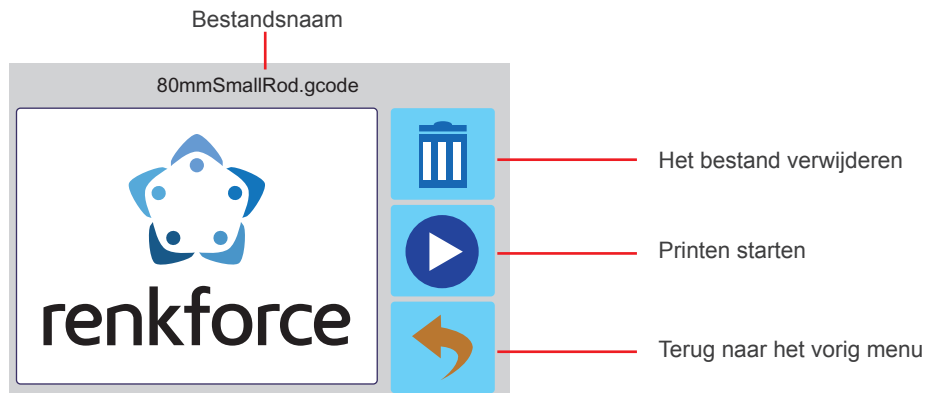 Bestandsnaam
80mmSmallRod.gcode
Het bestand verwijderen
Printen starten
renkforce
Terug naar het vorig menu